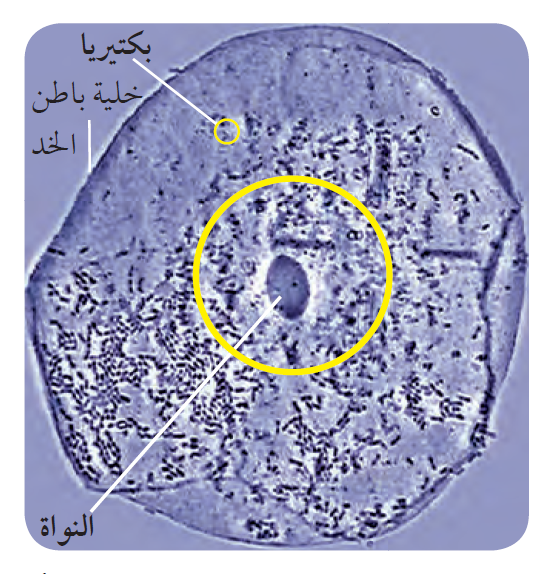 بكتيريا
خلية باطن
الخد
النواة